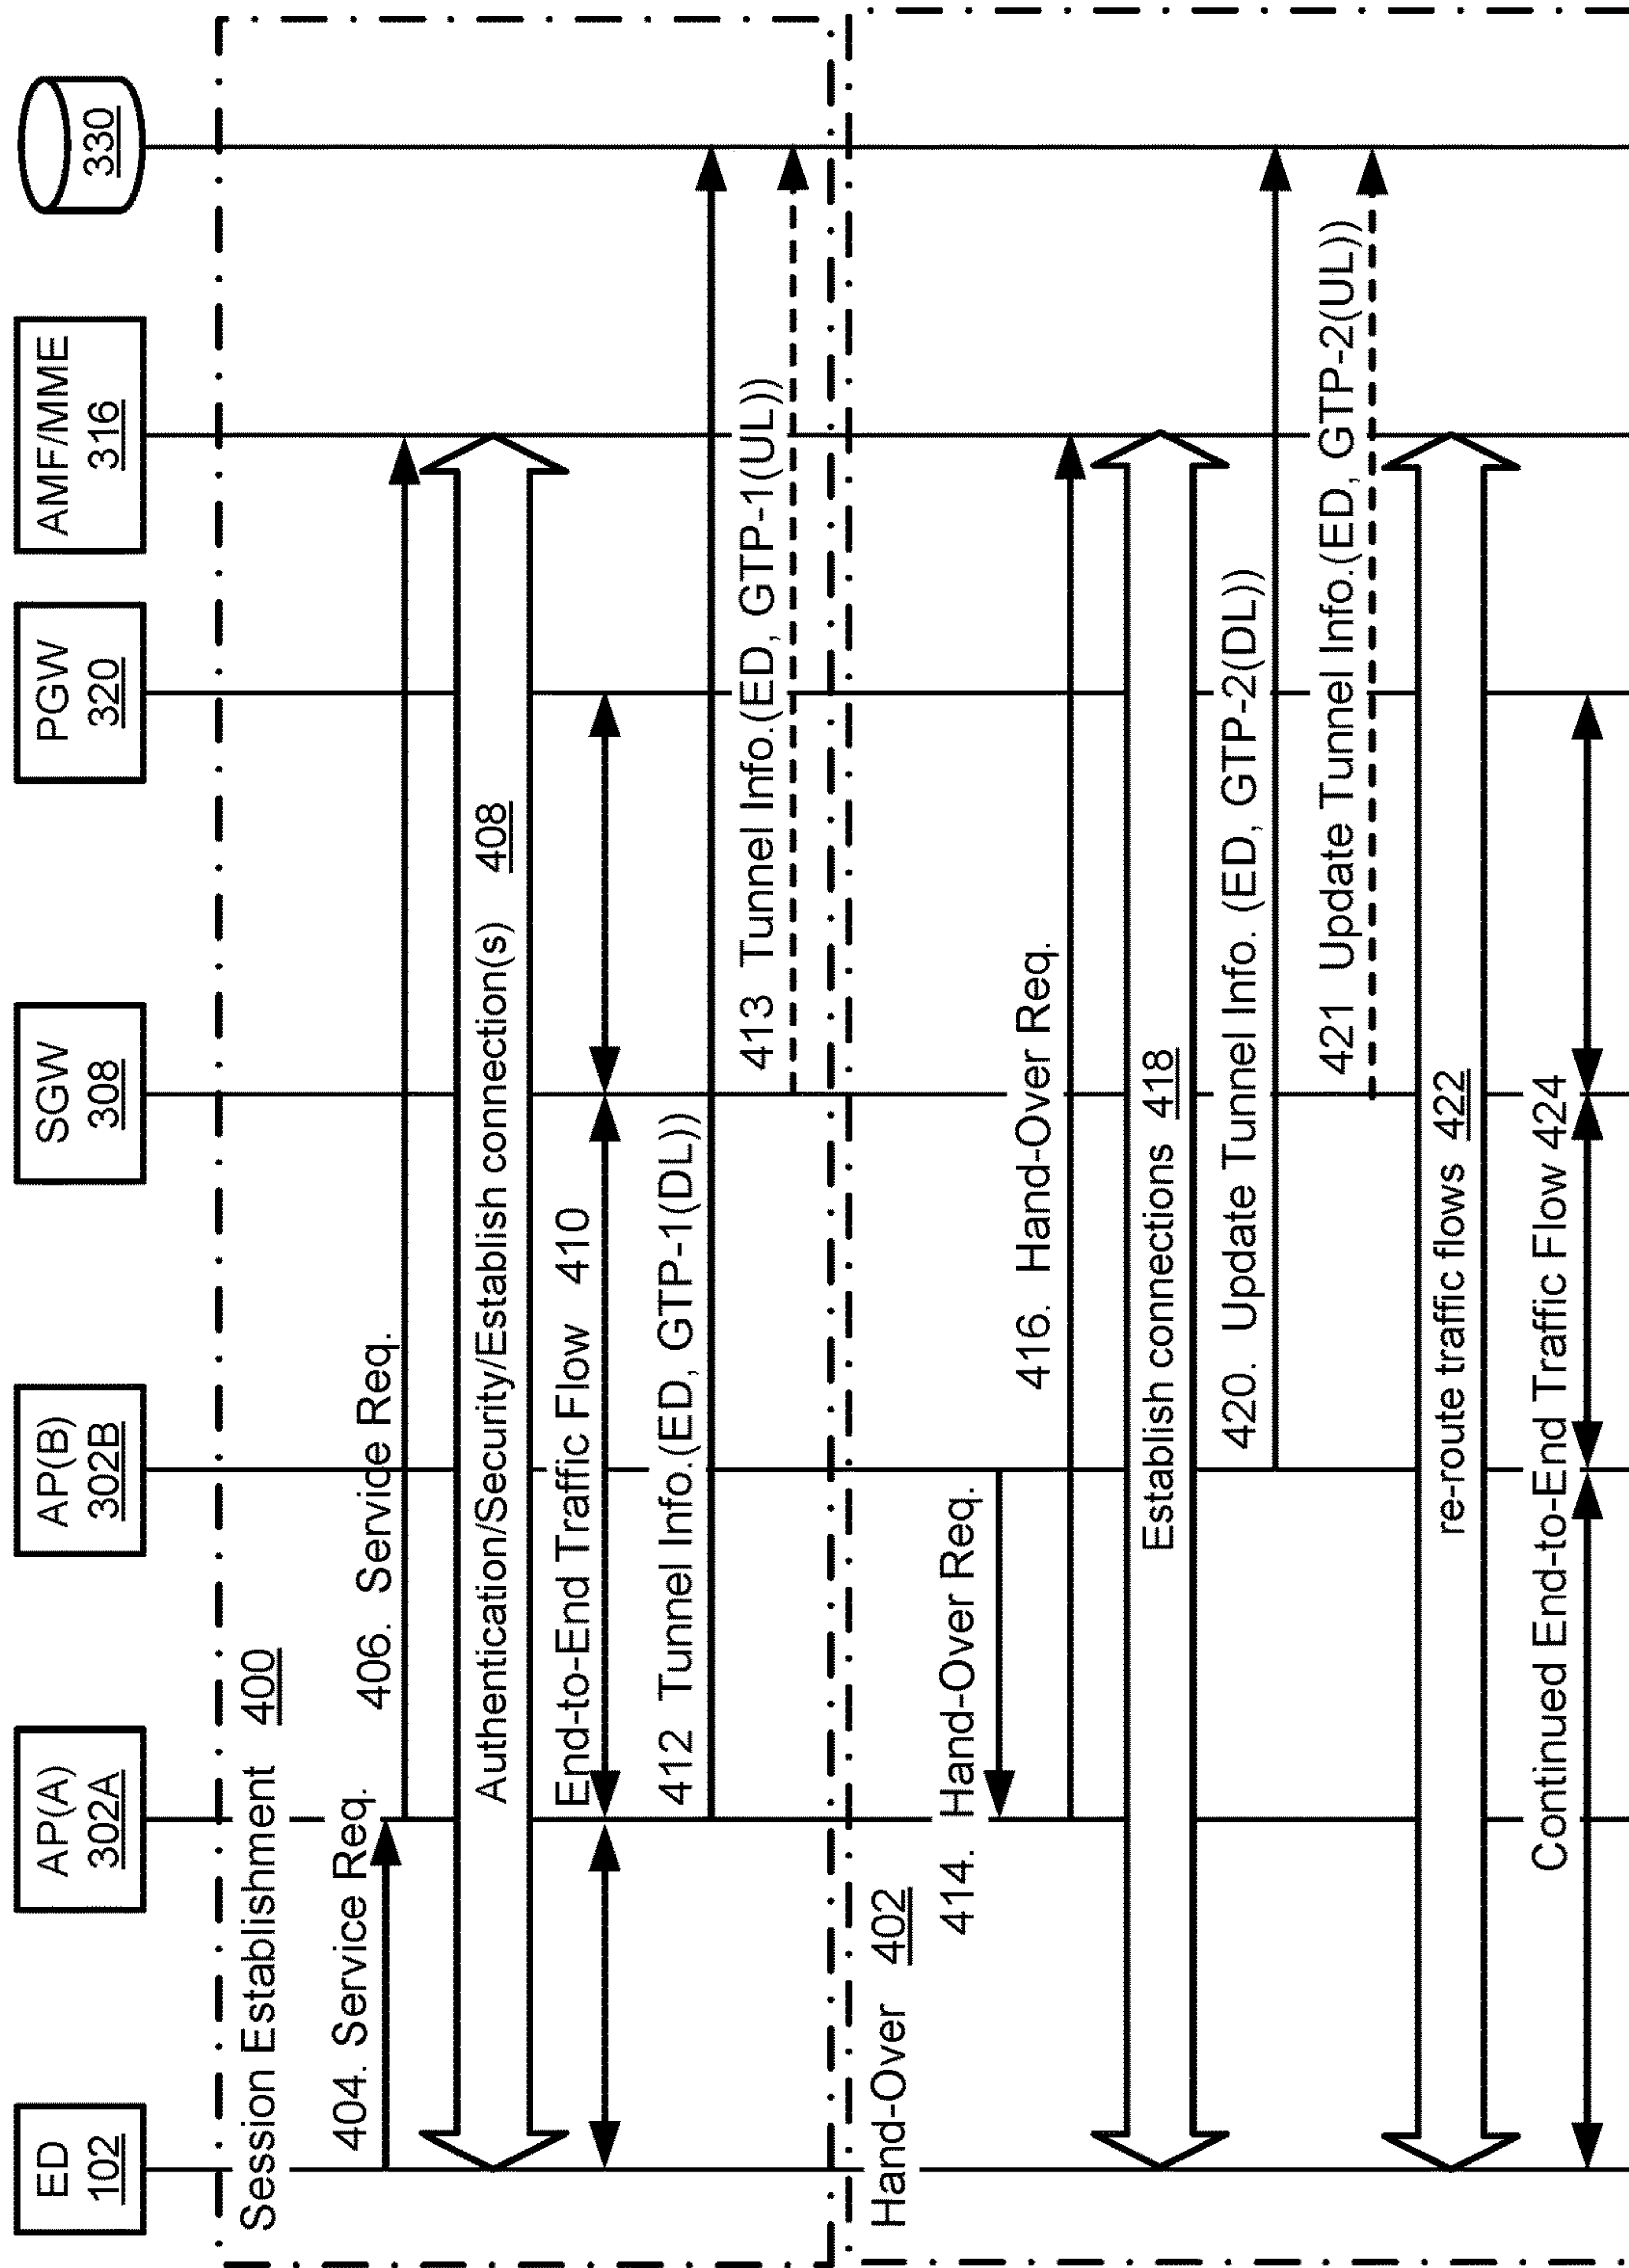 ED
102
AP(A)
302A
AP(B)
302B
SGW
308
PGW
320
AMF/MME
316
330
Session Establishment 400
404. Service Req.
406. Service Req.
Authentication/Security/Establish connection(s) 408
End-to-End Traffic Flow 410
412 Tunnel Info.(ED, GTP-1(DL))
413 Tunnel Info.(ED, GTP-1(UL))
Hand-Over 402
414. Hand-Over Req.
416. Hand-Over Req.
Establish connections 418
420. Update Tunnel Info. (ED, GTP-2(DL))
421 Update Tunnel Info.(ED, GTP-2(UL))
re-route traffic flows 422
Continued End-to-End Traffic Flow 424